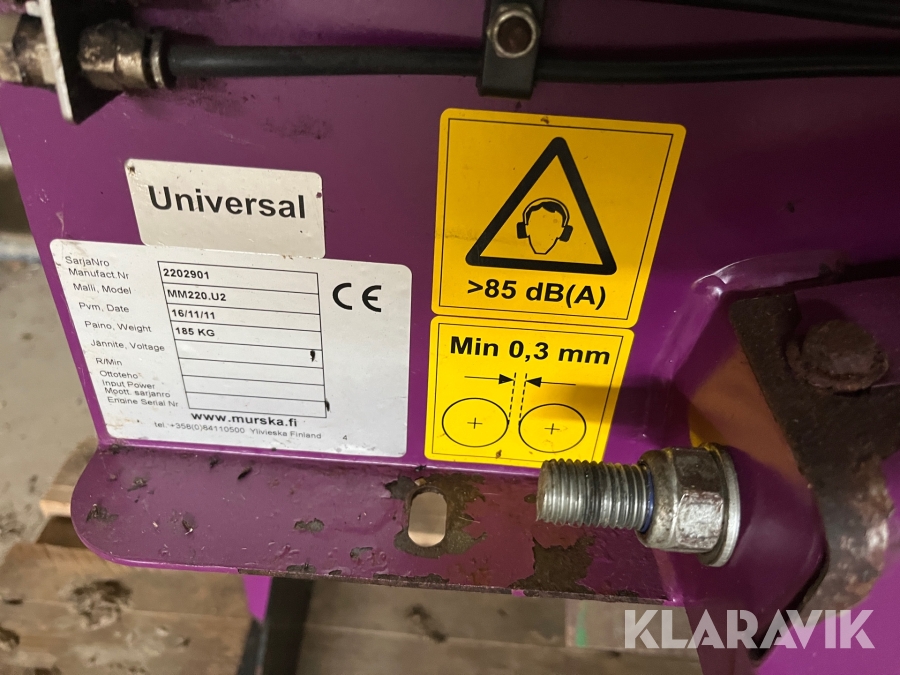 Universal
SarjaNro
Manufact.Nr 2202901
Malli, Model MM220.U2
Pvm, Date 16/11/11
Paino, Weight 185 KG
Jännite, Voltage
R/Min
Ottoteho
Input Power
Moott. sarjanro
Engine Serial Nr
CE
www.murska.fi
tel. +358(0)84110500 Ylivieska Finland 4
>85 dB(A)
Min 0,3 mm
KLARAVIK